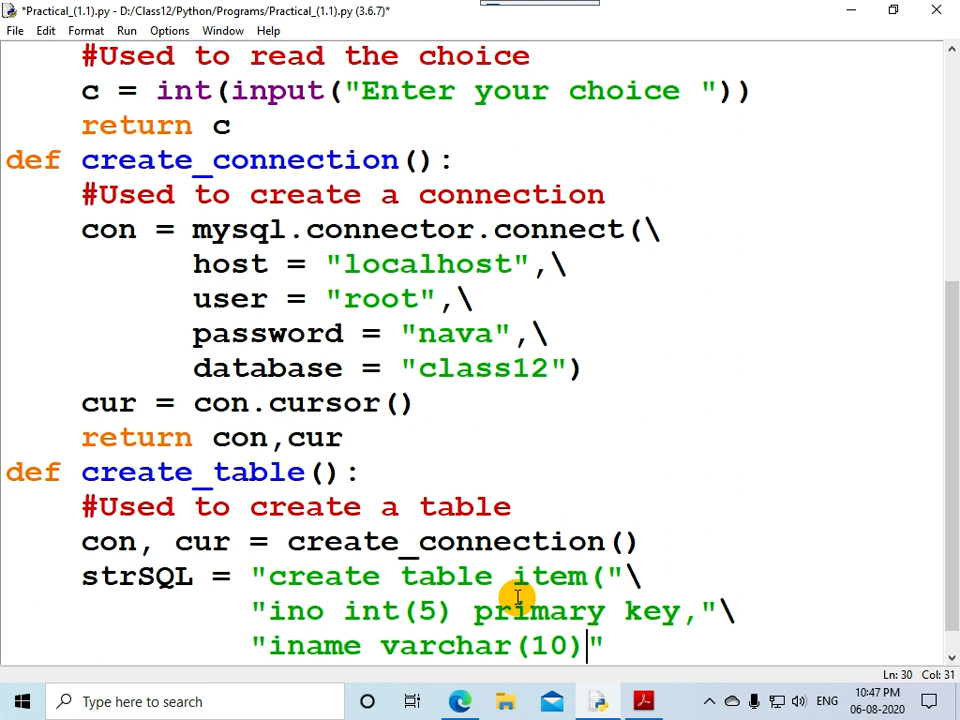 *Practical_(1.1).py - D:/Class12/Python/Programs/Practical_(1.1).py (3.6.7)*
File Edit Format Run Options Window Help
#Used to read the choice
c = int(input("Enter your choice "))
return c
def create_connection():
#Used to create a connection
con = mysql.connector.connect(\
host = "localhost",\
user = "root",\
password = "nava",\
database = "class12")
cur = con.cursor()
return con,cur
def create_table():
#Used to create a table
con, cur = create_connection()
strSQL = "create table item("\
"ino int(5) primary key,"\
"iname varchar(10)"
Ln: 30 Col: 31
Type here to search
ENG
10:47 PM
06-08-2020